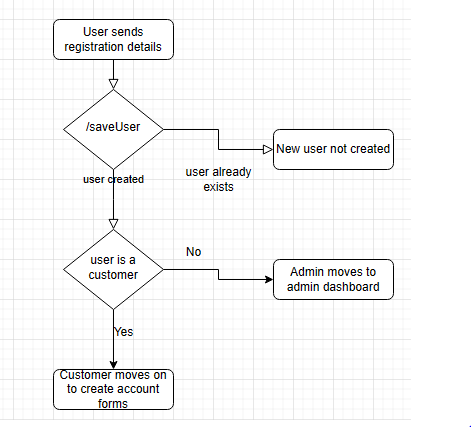 User sends
registration details
/saveUser
New user not created
user created
user already
exists
user is a
customer
No
Admin moves to
admin dashboard
Yes
Customer moves on
to create account
forms